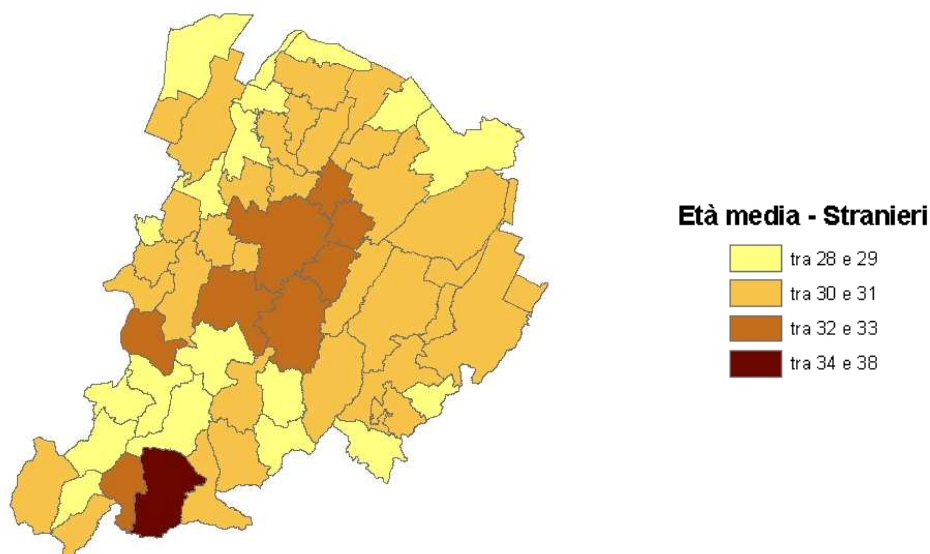 Età media - Stranieri
tra 28 e 29
tra 30 e 31
tra 32 e 33
tra 34 e 38